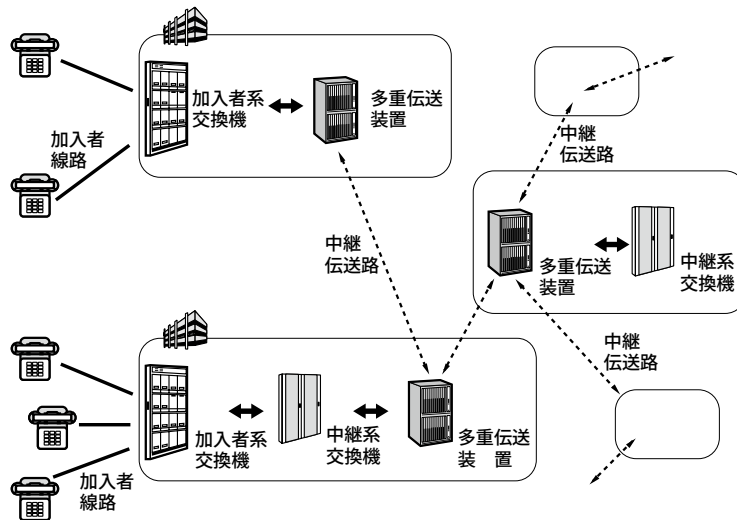 加入者系
交換機
多重伝送
装置
加入者
線路
中継
伝送路
中継
伝送路
多重伝送
装置
中継系
交換機
中継
伝送路
加入者系
交換機
中継系
交換機
多重伝送
装　置
加入者
線路